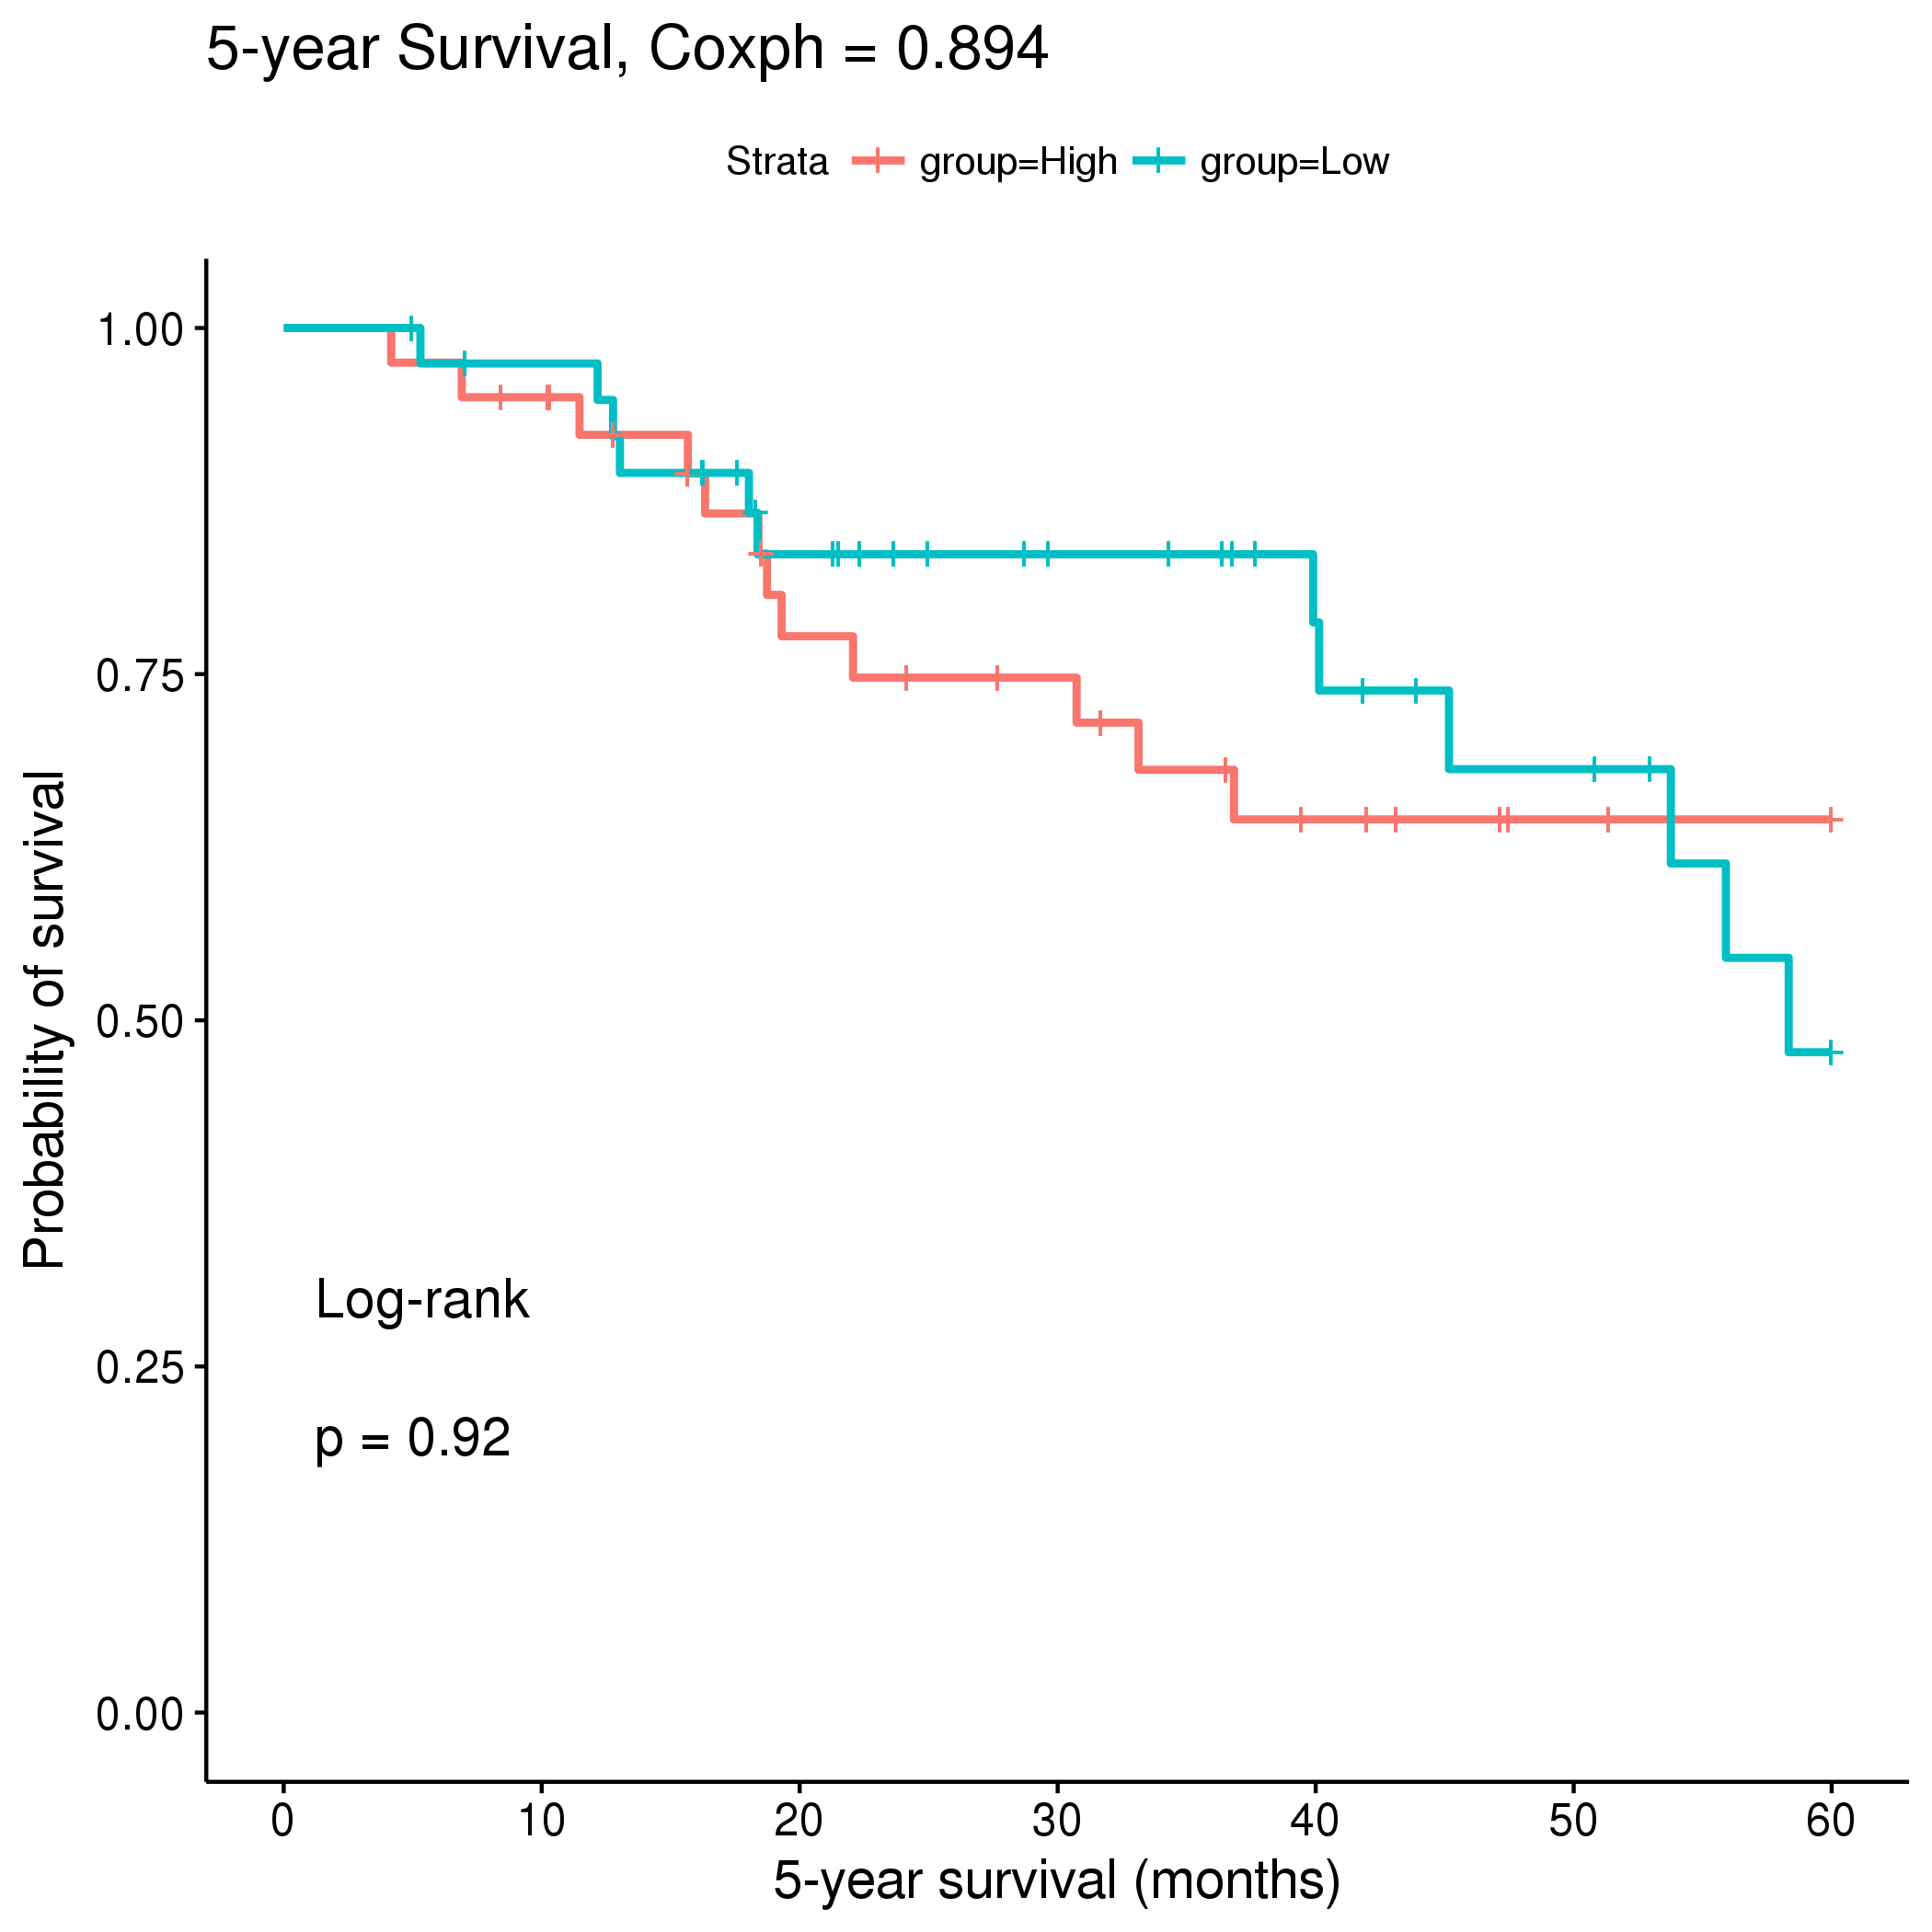 5-year Survival, Coxph = 0.894
Strata group=High group=Low
1.00
0.75
0.50
0.25
0.00
Probability of survival
Log-rank
p = 0.92
0 10 20 30 40 50 60
5-year survival (months)